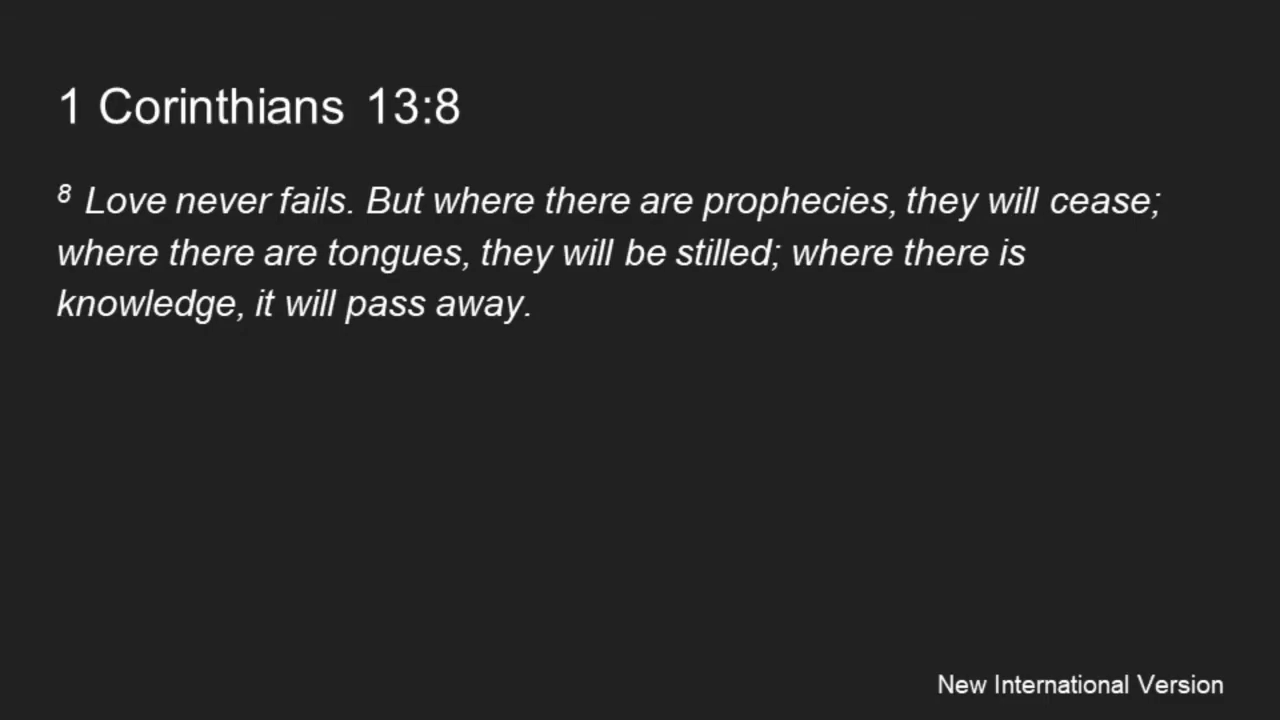 1 Corinthians 13:8
8 Love never fails. But where there are prophecies, they will cease;
where there are tongues, they will be stilled; where there is
knowledge, it will pass away.
New International Version